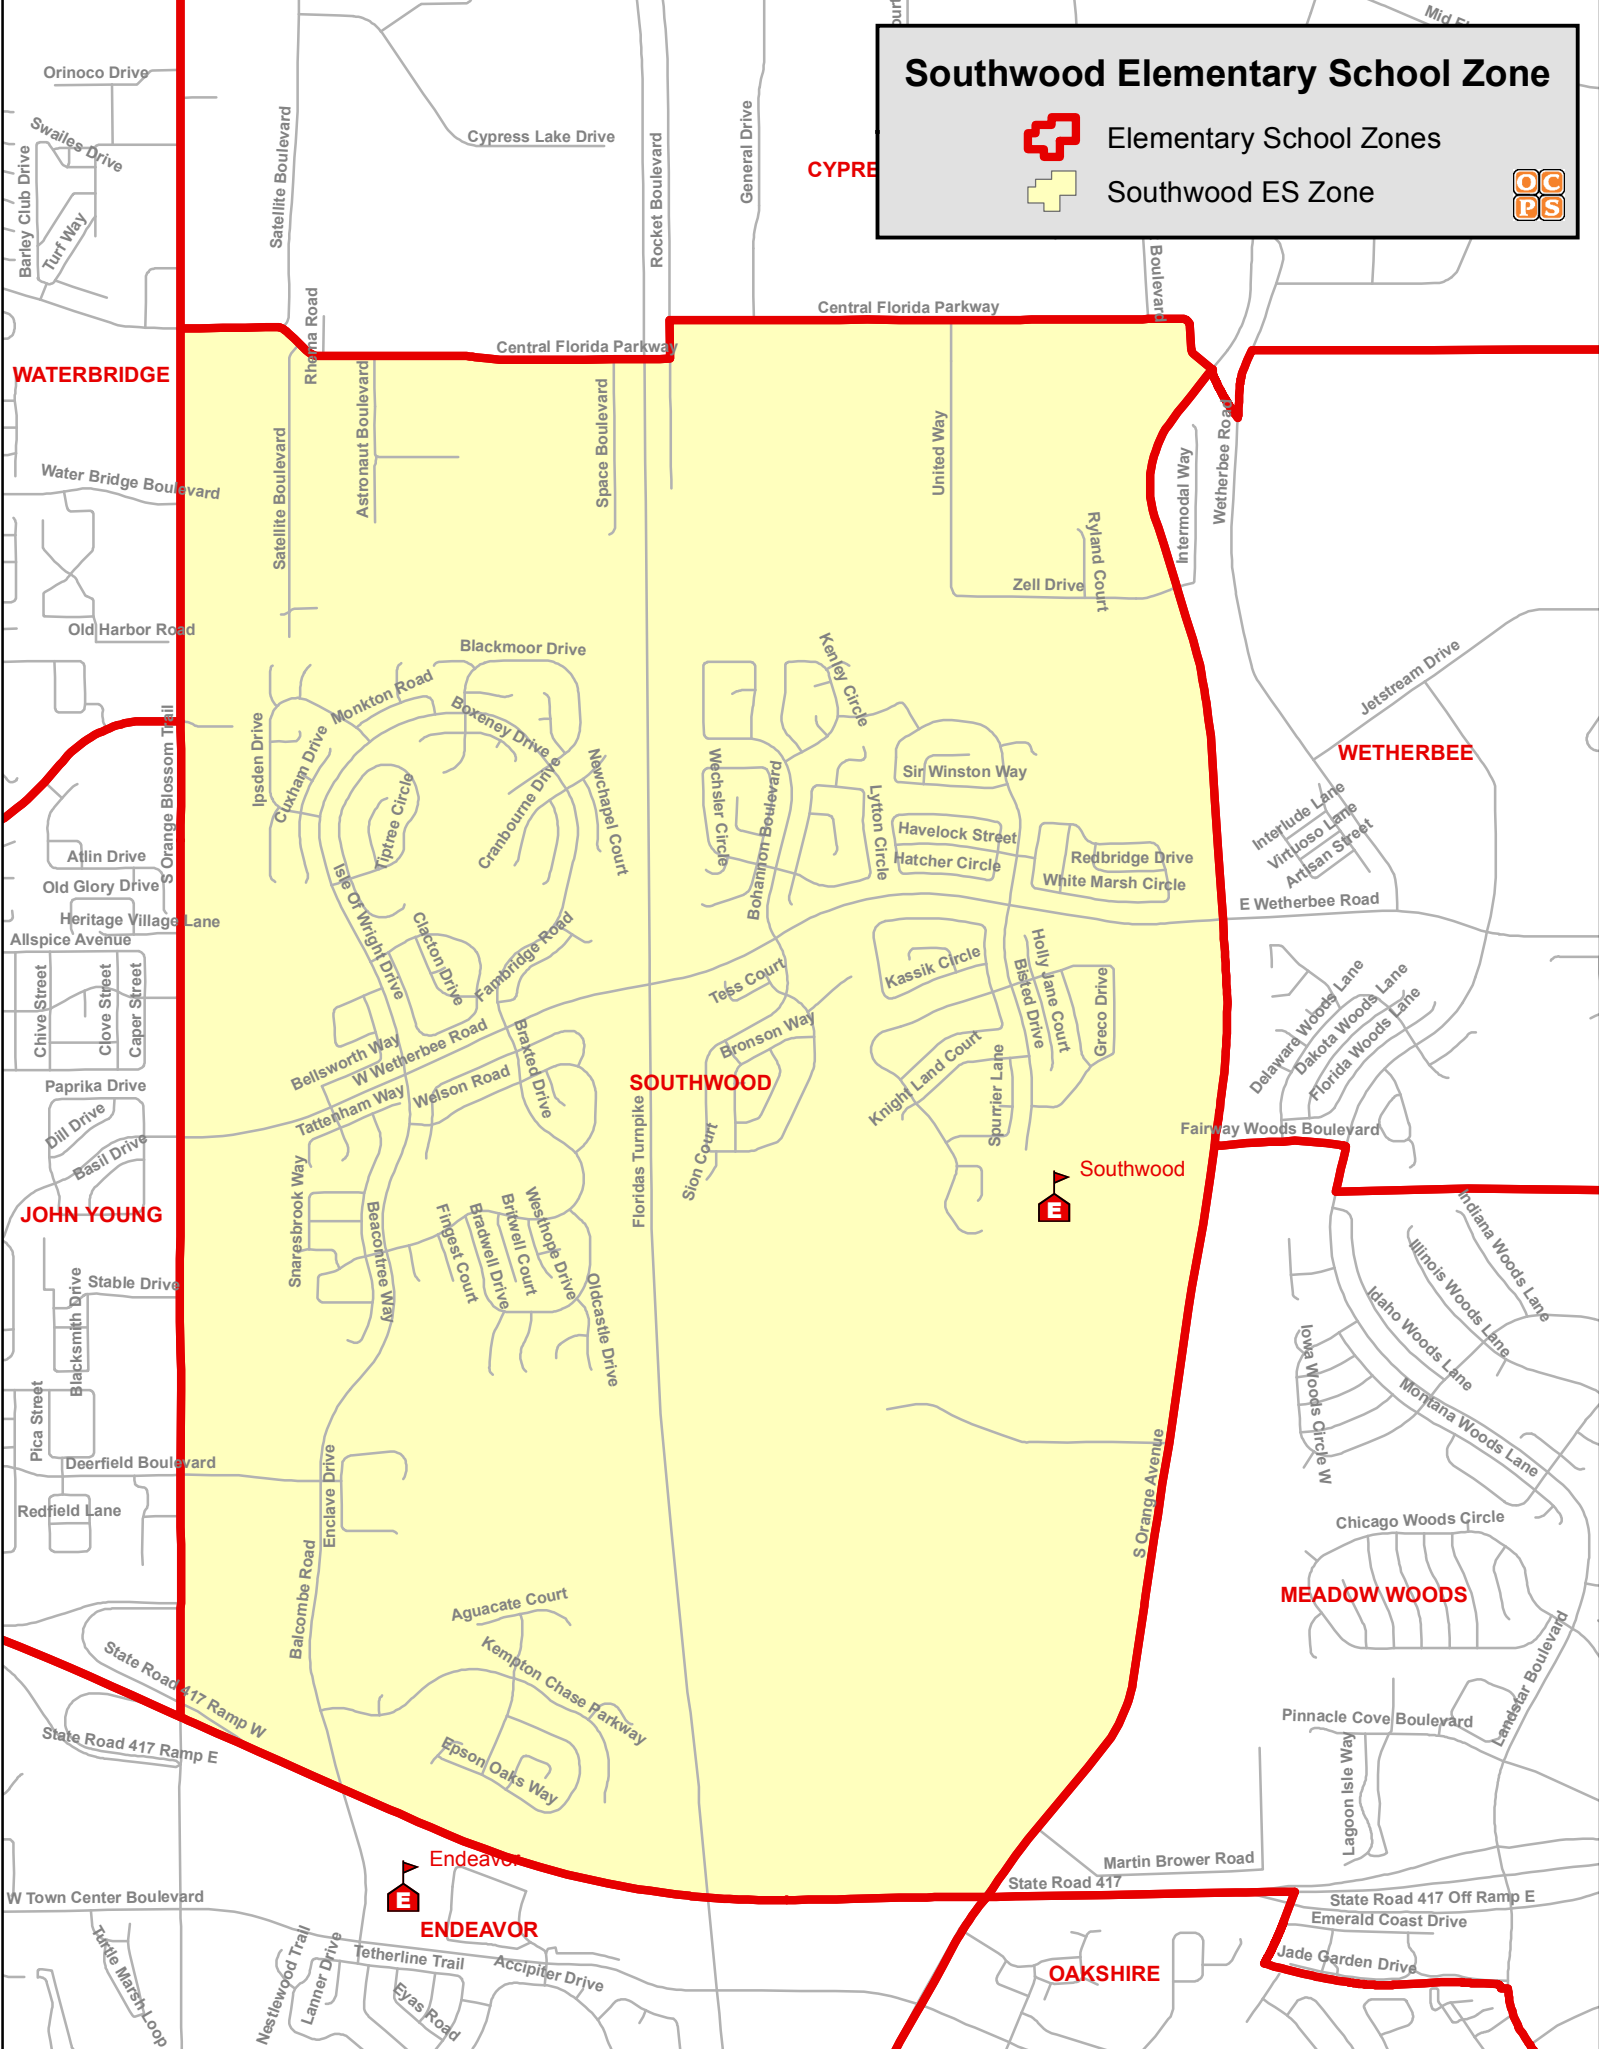 Southwood Elementary School Zone
Elementary School Zones
Southwood ES Zone
OC
PS
Orinoco Drive
Swailes Drive
Barley Club Drive
Turf Way
Satellite Boulevard
Cypress Lake Drive
Rocket Boulevard
General Drive
CYPRE
Boulevard
Central Florida Parkway
Rhema Road
Central Florida Parkway
WATERBRIDGE
Water Bridge Boulevard
Satellite Boulevard
Astronaut Boulevard
Space Boulevard
United Way
Wetherbee Road
Intermodal Way
Ryland Court
Zell Drive
Old Harbor Road
Blackmoor Drive
Monkton Road
Boxeney Drive
Kenley Circle
Jetstream Drive
S Orange Blossom Trail
Ipsden Drive
Cuxham Drive
Tiptree Circle
Cranbourne Drive
Newchapel Court
Wechsler Circle
Bohannon Boulevard
Sir Winston Way
Lytton Circle
Havelock Street
Hatcher Circle
Redbridge Drive
White Marsh Circle
WETHERBEE
Interlude Lane
Virtuoso Lane
Artisan Street
Atlin Drive
Old Glory Drive
Heritage Village Lane
Allspice Avenue
E Wetherbee Road
Isle Of Wright Drive
Clacton Drive
Fambridge Road
Chive Street
Clove Street
Caper Street
Tess Court
Kassik Circle
Bisted Drive
Holly Jane Court
Greco Drive
Delaware Woods Lane
Dakota Woods Lane
Florida Woods Lane
Bellsworth Way
W Wetherbee Road
Braxted Drive
Bronson Way
Knight Land Court
Spurrier Lane
Paprika Drive
Dill Drive
Basil Drive
Tattenham Way
Welson Road
SOUTHWOOD
Floridas Turnpike
Sion Court
Fairway Woods Boulevard
Southwood
E
JOHN YOUNG
Snaresbrook Way
Beacontree Way
Fingest Court
Bradwell Drive
Britwell Court
Westhope Drive
Oldcastle Drive
Indiana Woods Lane
Illinois Woods Lane
Idaho Woods Lane
Iowa Woods Circle W
Montana Woods Lane
Stable Drive
Blacksmith Drive
Pica Street
Deerfield Boulevard
Redfield Lane
Enclave Drive
S Orange Avenue
Chicago Woods Circle
MEADOW WOODS
Balcombe Road
Aguacate Court
Kempton Chase Parkway
Epson Oaks Way
State Road 417 Ramp W
State Road 417 Ramp E
Landstar Boulevard
Pinnacle Cove Boulevard
Lagoon Isle Way
Martin Brower Road
State Road 417
State Road 417 Off Ramp E
Emerald Coast Drive
Jade Garden Drive
Endeavor
E
W Town Center Boulevard
ENDEAVOR
Turtle Marsh Loop
Nestlewood Trail
Lanner Drive
Tetherline Trail
Eyas Road
Accipiter Drive
OAKSHIRE